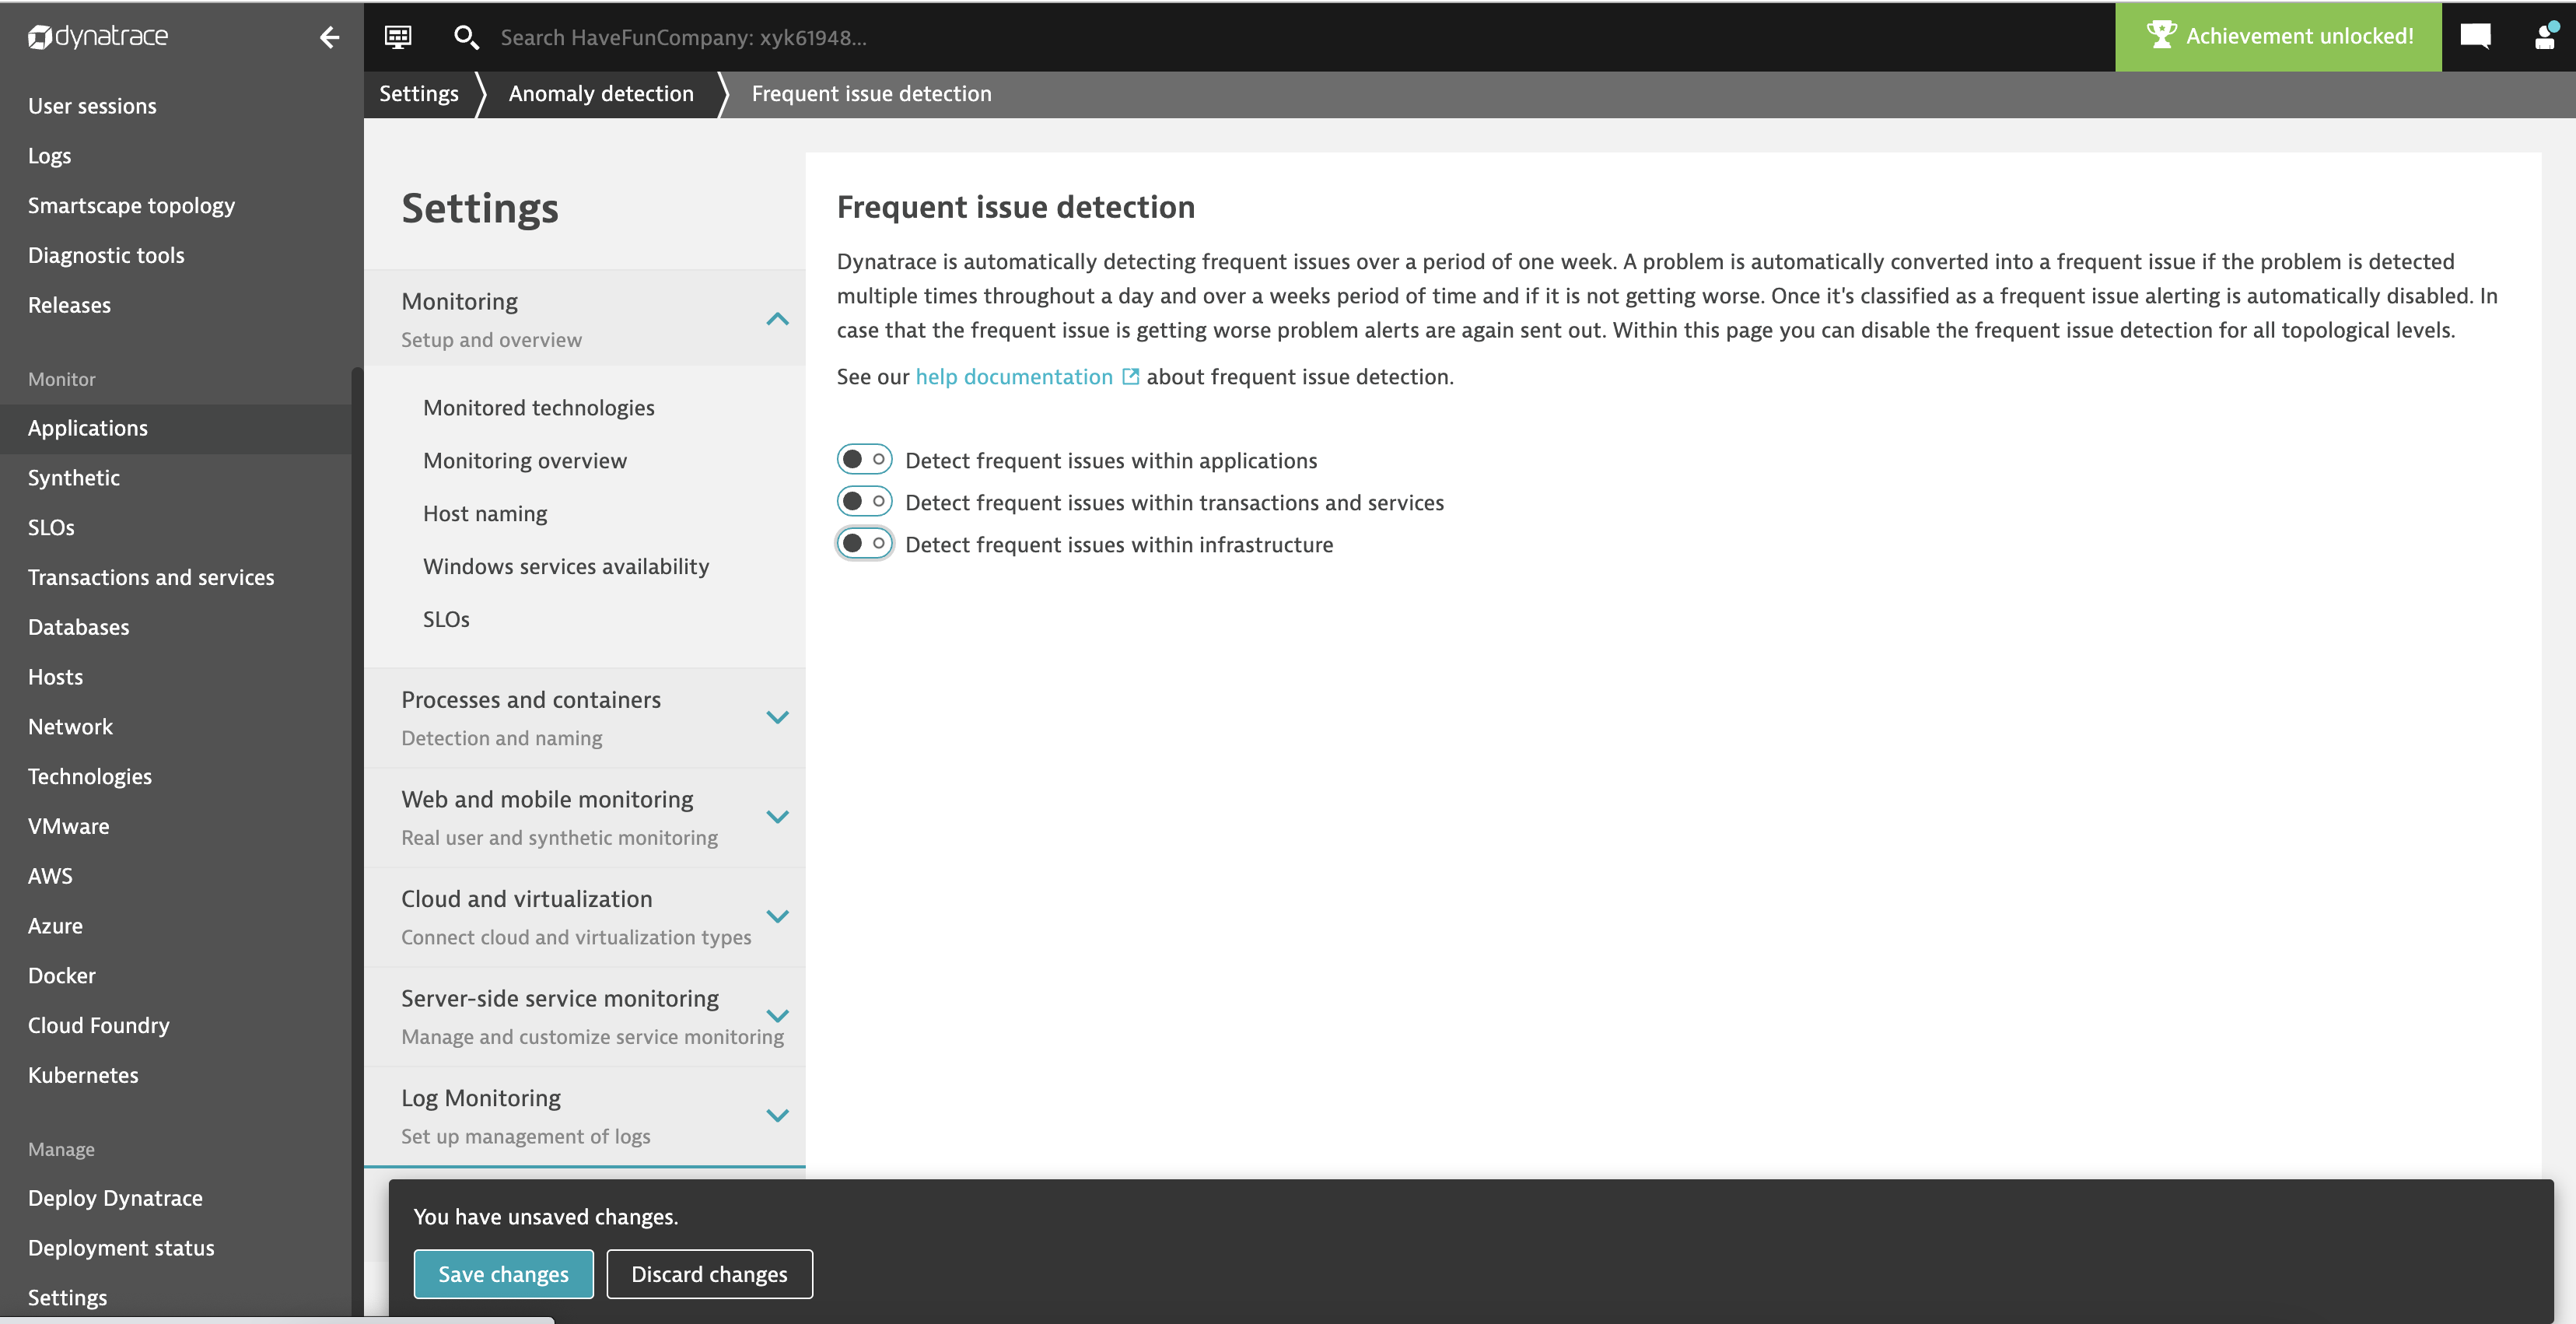 dynatrace
Search HaveFunCompany: xyk61948...
Achievement unlocked!
Settings
Anomaly detection
Frequent issue detection
User sessions
Logs
Smartscape topology
Diagnostic tools
Releases
Monitor
Applications
Synthetic
SLOs
Transactions and services
Databases
Hosts
Network
Technologies
VMware
AWS
Azure
Docker
Cloud Foundry
Kubernetes
Manage
Deploy Dynatrace
Deployment status
Settings
Settings
Monitoring
Setup and overview
Monitored technologies
Monitoring overview
Host naming
Windows services availability
SLOs
Processes and containers
Detection and naming
Web and mobile monitoring
Real user and synthetic monitoring
Cloud and virtualization
Connect cloud and virtualization types
Server-side service monitoring
Manage and customize service monitoring
Log Monitoring
Set up management of logs
Frequent issue detection
Dynatrace is automatically detecting frequent issues over a period of one week. A problem is automatically converted into a frequent issue if the problem is detected
multiple times throughout a day and over a weeks period of time and if it is not getting worse. Once it's classified as a frequent issue alerting is automatically disabled. In
case that the frequent issue is getting worse problem alerts are again sent out. Within this page you can disable the frequent issue detection for all topological levels.
See our help documentation about frequent issue detection.
Detect frequent issues within applications
Detect frequent issues within transactions and services
Detect frequent issues within infrastructure
You have unsaved changes.
Save changes
Discard changes